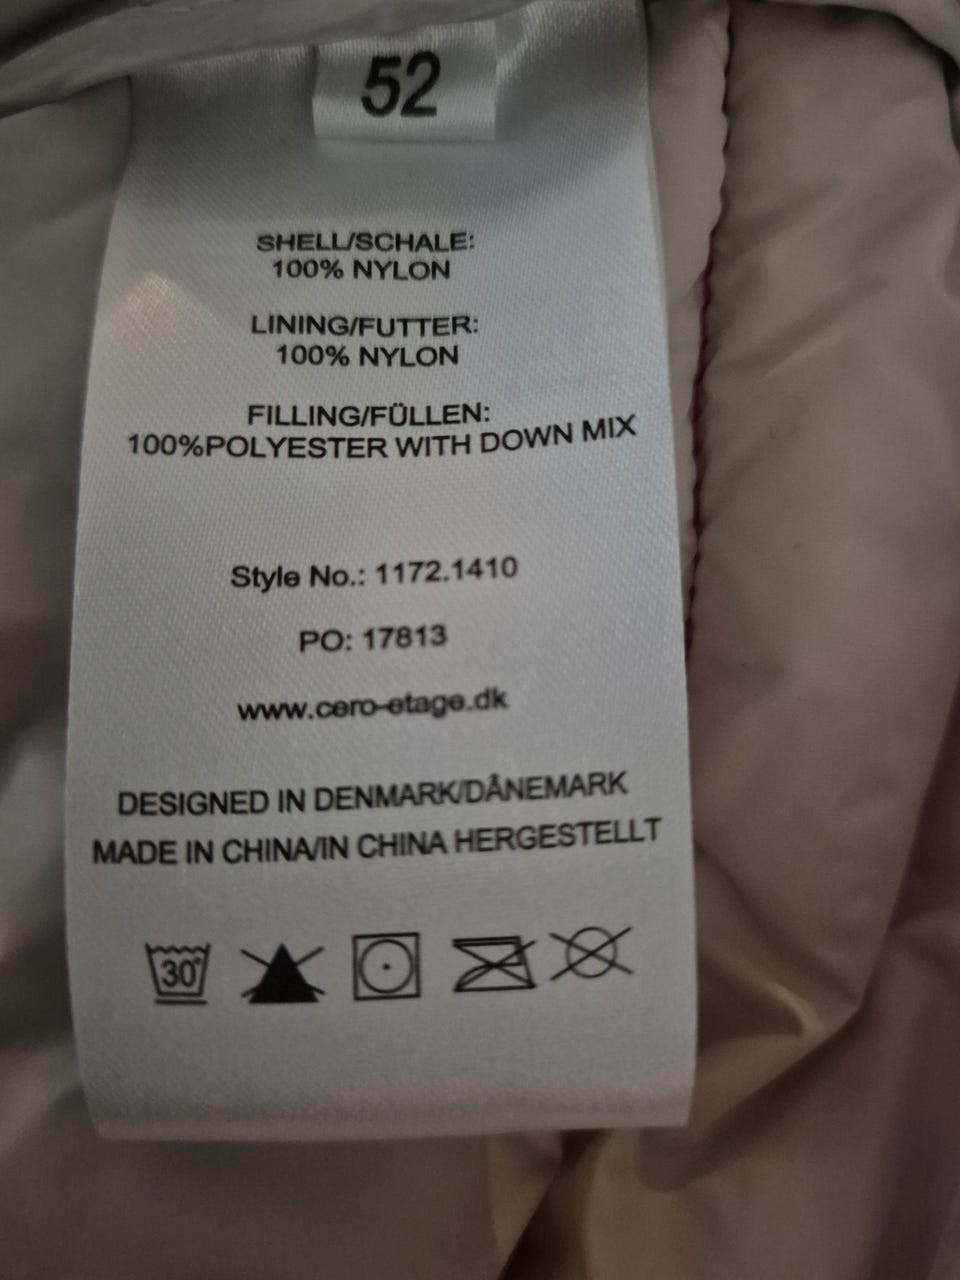 52
SHELL/SCHALE:
100% NYLON
LINING/FUTTER:
100% NYLON
FILLING/FÜLLEN:
100%POLYESTER WITH DOWN MIX
Style No.: 1172.1410
PO: 17813
www.cero-etage.dk
DESIGNED IN DENMARK/DÅNEMARK
MADE IN CHINA/IN CHINA HERGESTELLT
30°